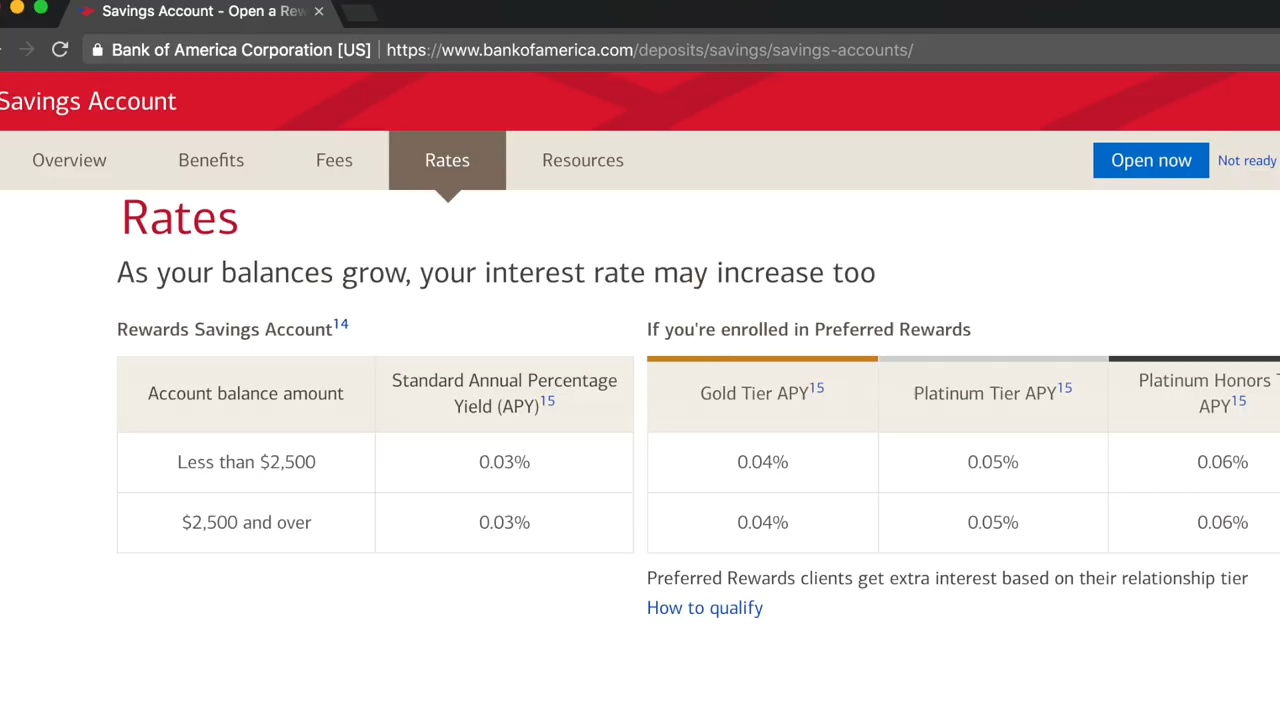 Savings Account - Open a Rew
Bank of America Corporation [US] | https://www.bankofamerica.com/deposits/savings/savings-accounts/
Savings Account
Overview Benefits Fees Rates Resources Open now Not ready
Rates
As your balances grow, your interest rate may increase too
Rewards Savings Account14
If you're enrolled in Preferred Rewards
Account balance amount
Standard Annual Percentage
Yield (APY)15
Gold Tier APY15
Platinum Tier APY15
Platinum Honors T
APY15
Less than $2,500 0.03% 0.04% 0.05% 0.06%
$2,500 and over 0.03% 0.04% 0.05% 0.06%
Preferred Rewards clients get extra interest based on their relationship tier
How to qualify